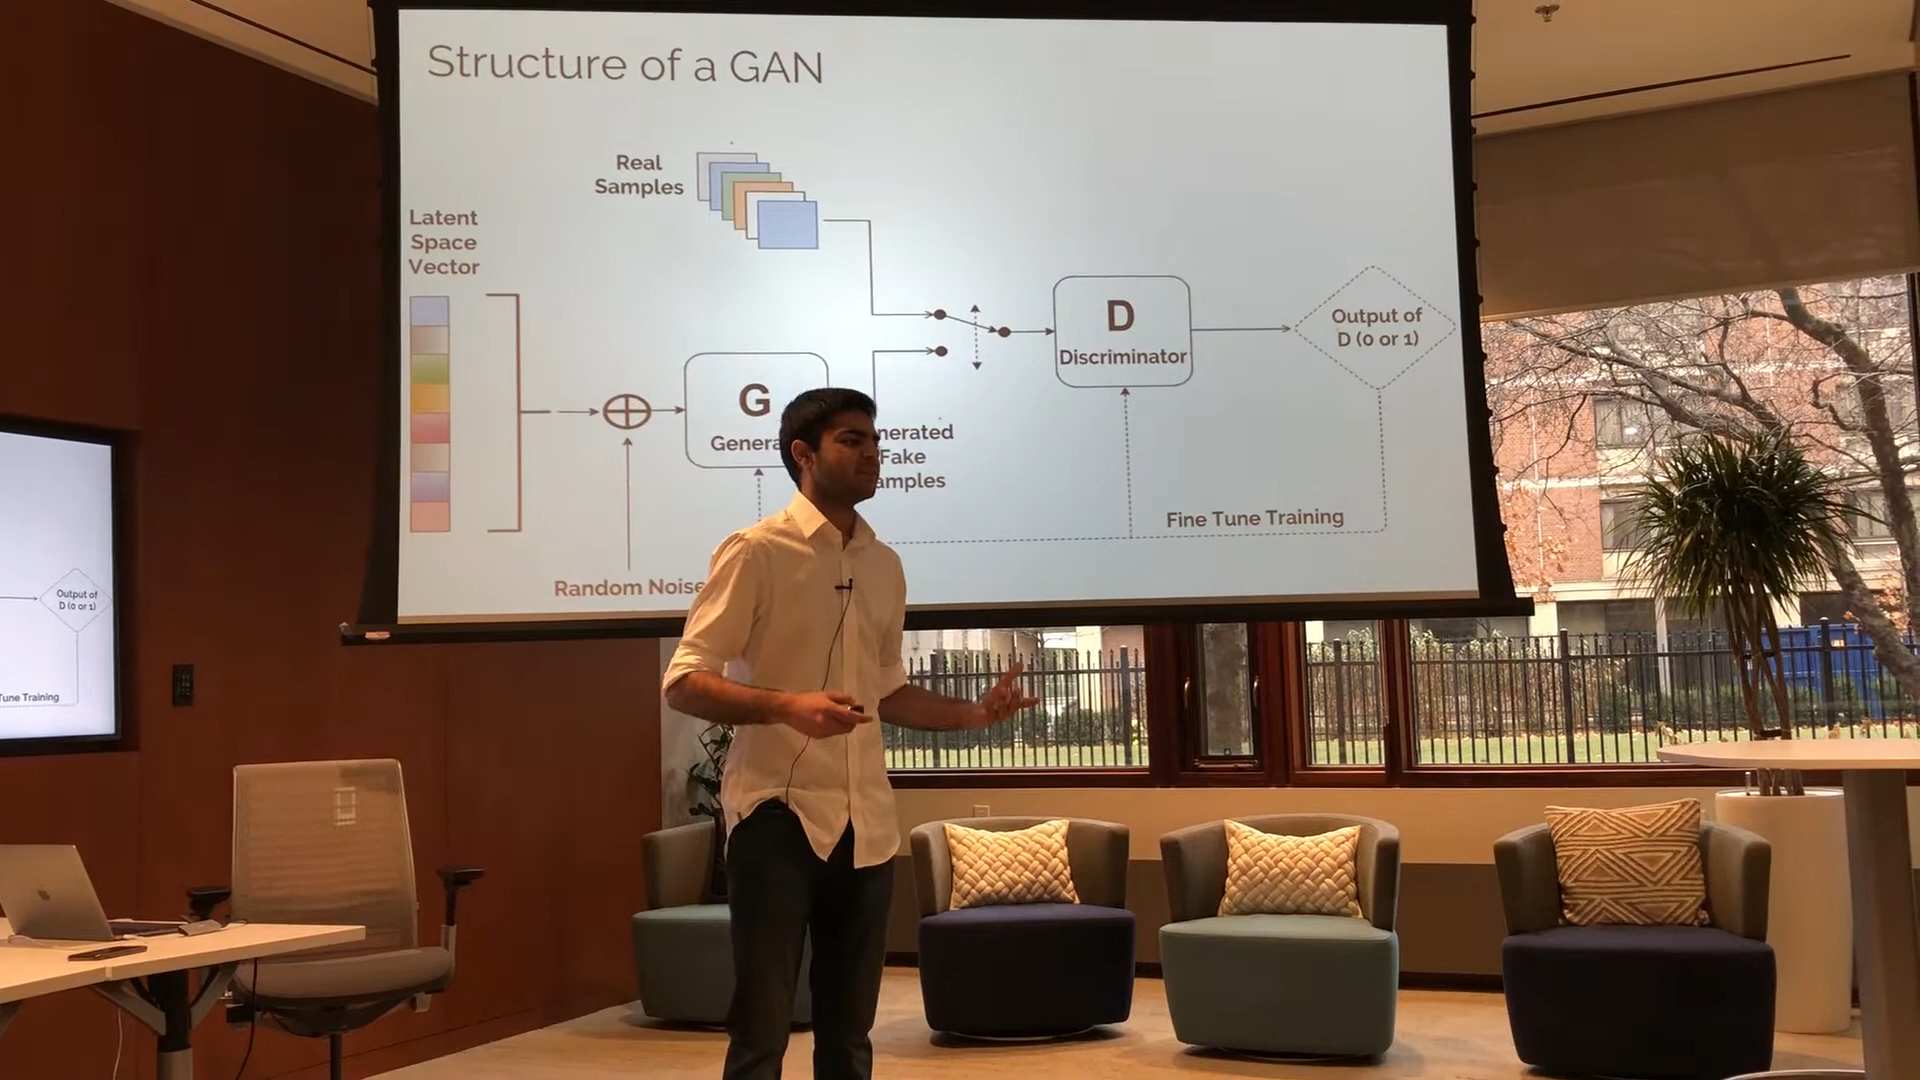 Structure of a GAN
Real
Samples
Latent
Space
Vector
D
Discriminator
Output of
D (0 or 1)
G
Genera
nerated
Fake
amples
Fine Tune Training
Random Noise
Output of
D (0 or 1)
Tune Training